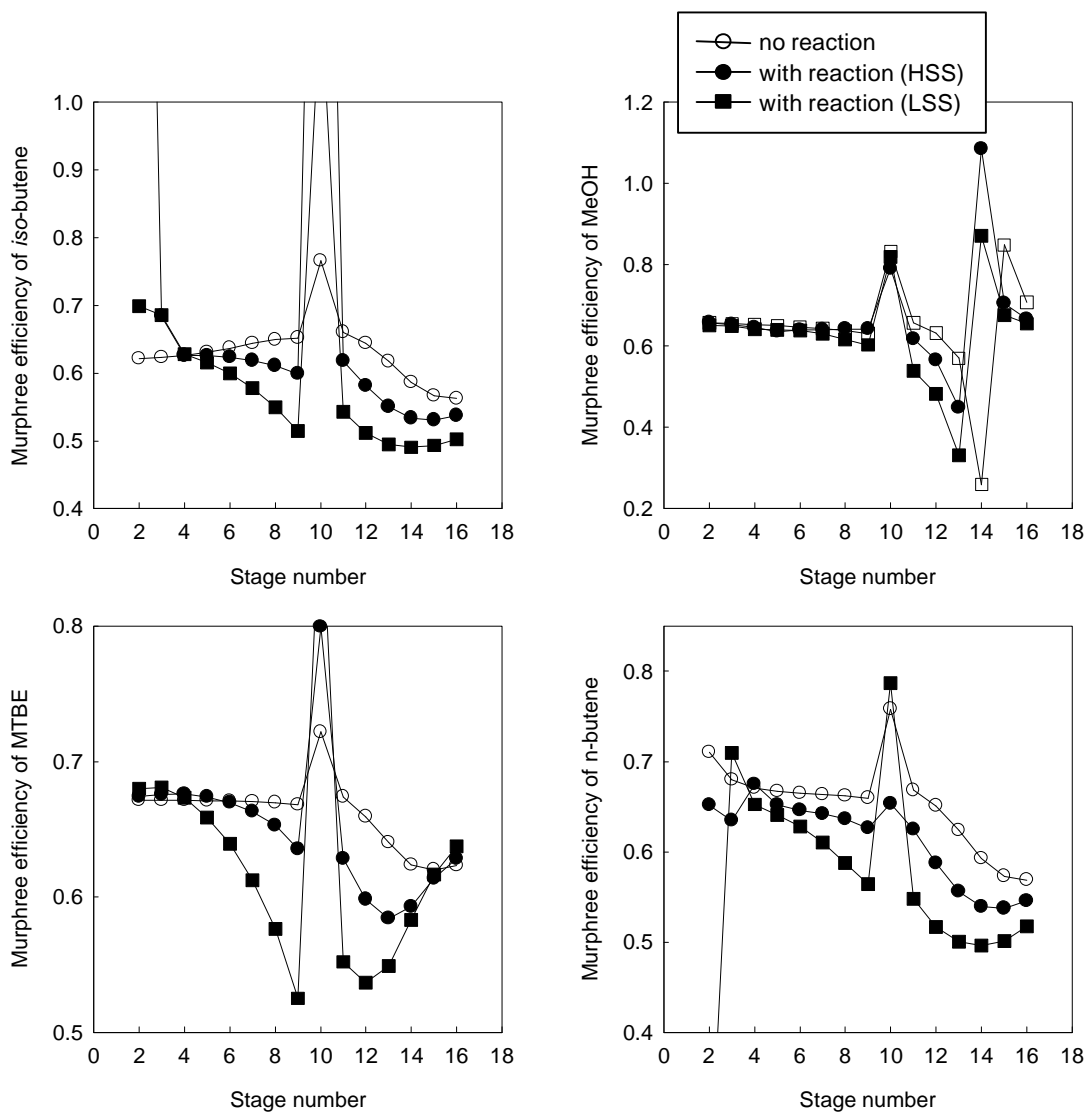 no reaction
with reaction (HSS)
with reaction (LSS)
Murphree efficiency of iso-butene
1.0
0.9
0.8
0.7
0.6
0.5
0.4
0 2 4 6 8 10 12 14 16 18
Stage number
Murphree efficiency of MeOH
1.2
1.0
0.8
0.6
0.4
0.2
0 2 4 6 8 10 12 14 16 18
Stage number
Murphree efficiency of MTBE
0.8
0.7
0.6
0.5
0 2 4 6 8 10 12 14 16 18
Stage number
Murphree efficiency of n-butene
0.8
0.7
0.6
0.5
0.4
0 2 4 6 8 10 12 14 16 18
Stage number